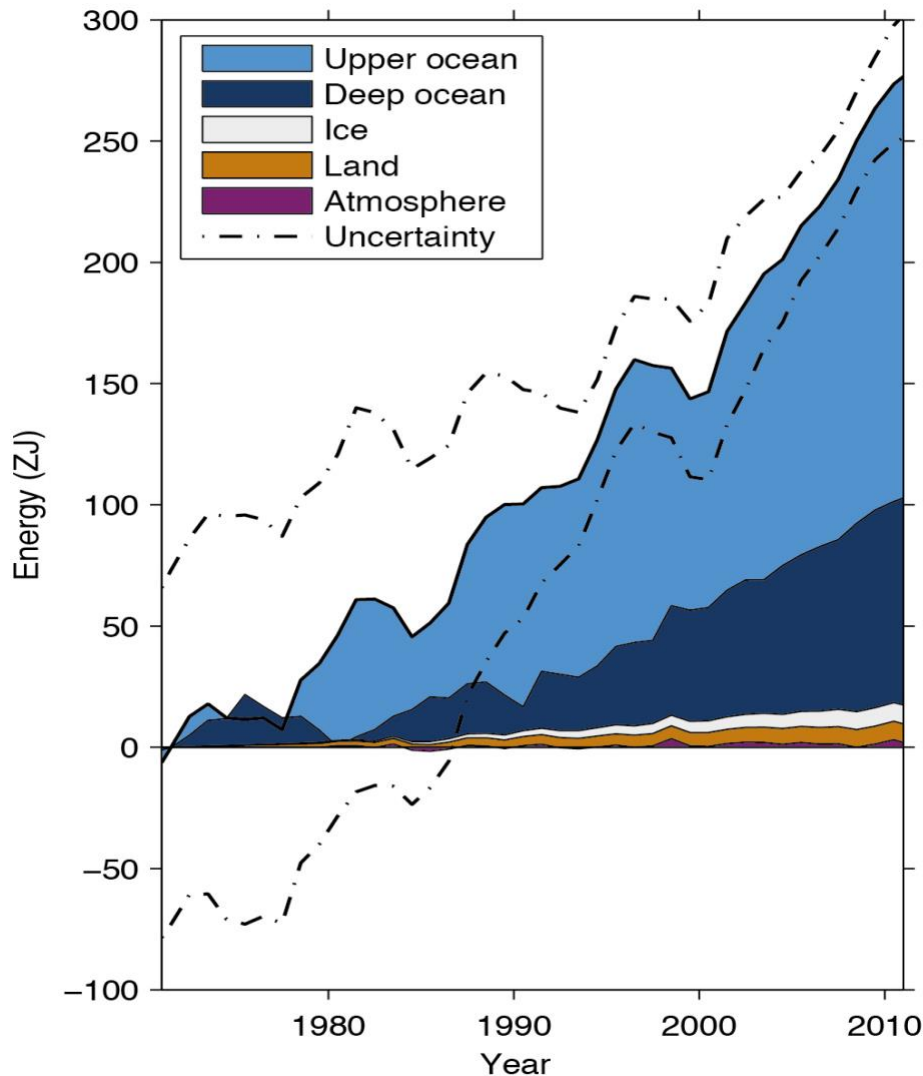 300
250
200
150
100
50
0
−50
−100
Energy (ZJ)
Upper ocean
Deep ocean
Ice
Land
Atmosphere
Uncertainty
1980
1990
2000
2010
Year